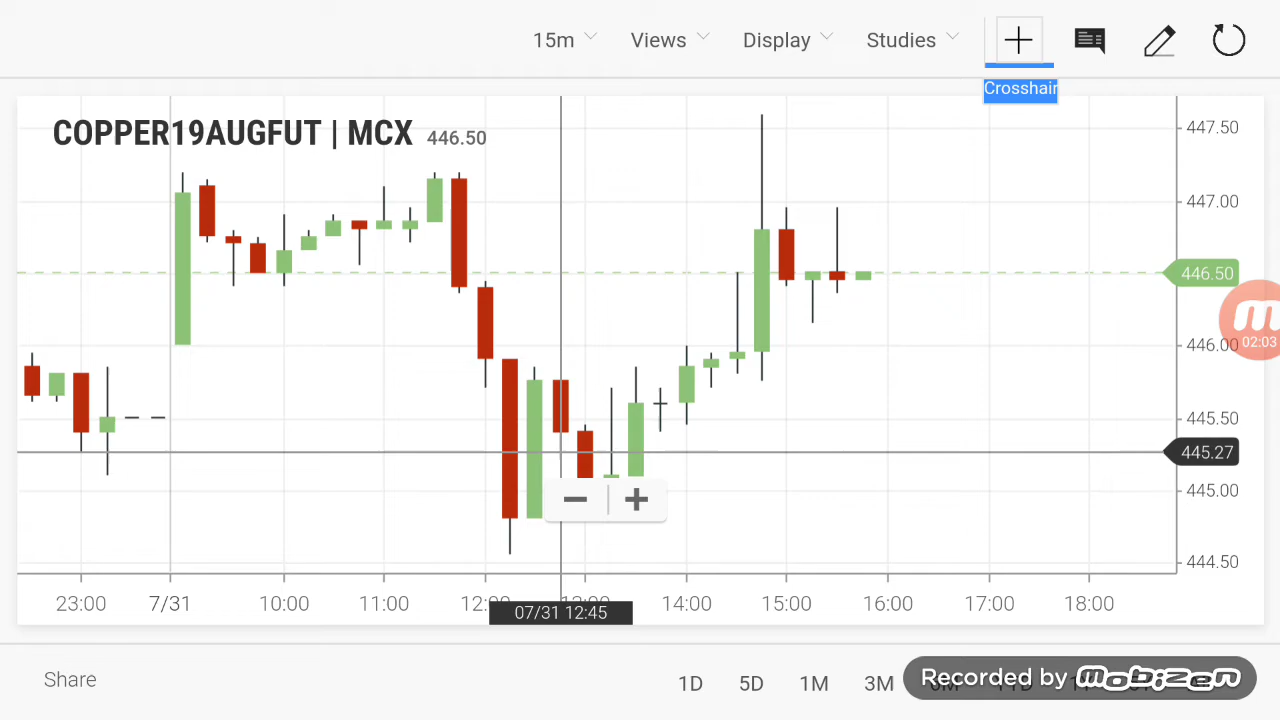 15m Views Display Studies
Crosshair
COPPER19AUGFUT | MCX 446.50
447.50
447.00
446.50
02:03
446.00
445.50
445.27
445.00
444.50
23:00 7/31 10:00 11:00 14:00 15:00 16:00 17:00 18:00
07/31 12:45
Share 1D 5D 1M 3M
Recorded by mobizen